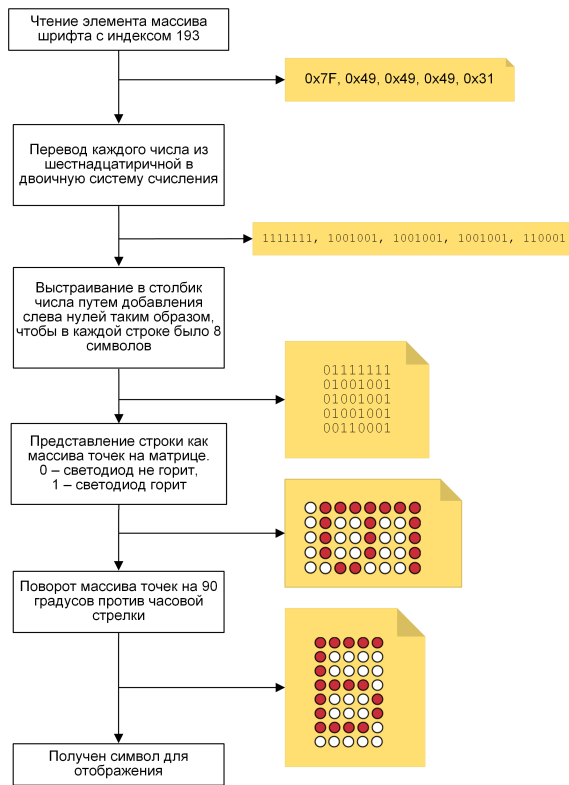 Чтение элемента массива
шрифта с индексом 193
0x7F, 0x49, 0x49, 0x49, 0x31
Перевод каждого числа из
шестнадцатиричной в
двоичную систему счисления
1111111, 1001001, 1001001, 1001001, 110001
Выстраивание в столбик
числа путем добавления
слева нулей таким образом,
чтобы в каждой строке было 8
символов
01111111
01001001
01001001
01001001
00110001
Представление строки как
массива точек на матрице.
0 – светодиод не горит,
1 – светодиод горит
Поворот массива точек на 90
градусов против часовой
стрелки
Получен символ для
отображения